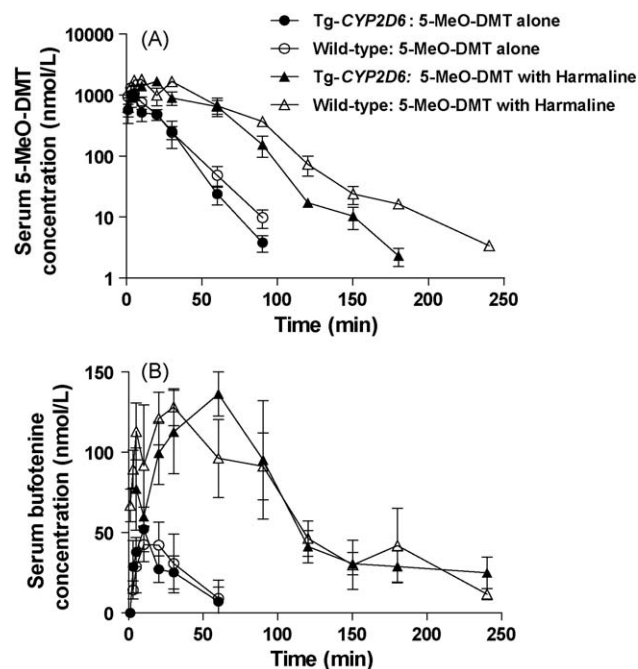 Tg-CYP2D6: 5-MeO-DMT alone
Wild-type: 5-MeO-DMT alone
Tg-CYP2D6: 5-MeO-DMT with Harmaline
Wild-type: 5-MeO-DMT with Harmaline
(A)
Serum 5-MeO-DMT
concentration (nmol/L)
10000
1000
100
10
1
0 50 100 150 200 250
Time (min)
(B)
Serum bufotenine
concentration (nmol/L)
150
100
50
0
0 50 100 150 200 250
Time (min)